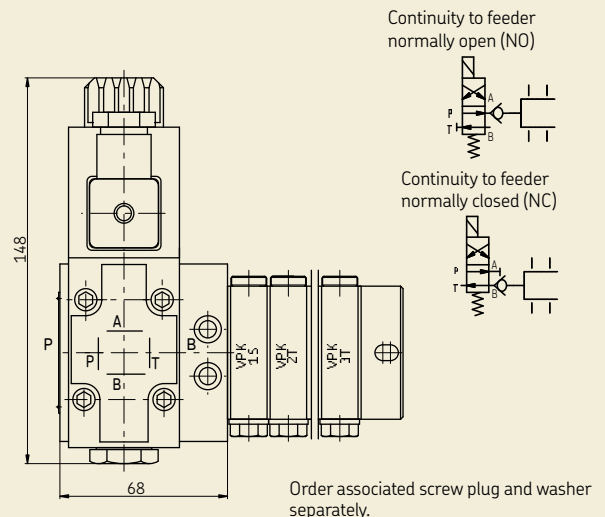 Continuity to feeder
normally open (NO)
A
P
T
B
Continuity to feeder
normally closed (NC)
A
P
T
B
148
A
P
P
T
B
B
VPK
1S
VPK
2T
VPK
1T
68
Order associated screw plug and washer
separately.